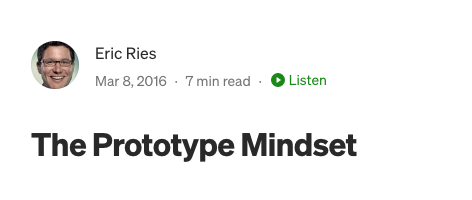 Eric Ries
Mar 8, 2016 · 7 min read · Listen
The Prototype Mindset